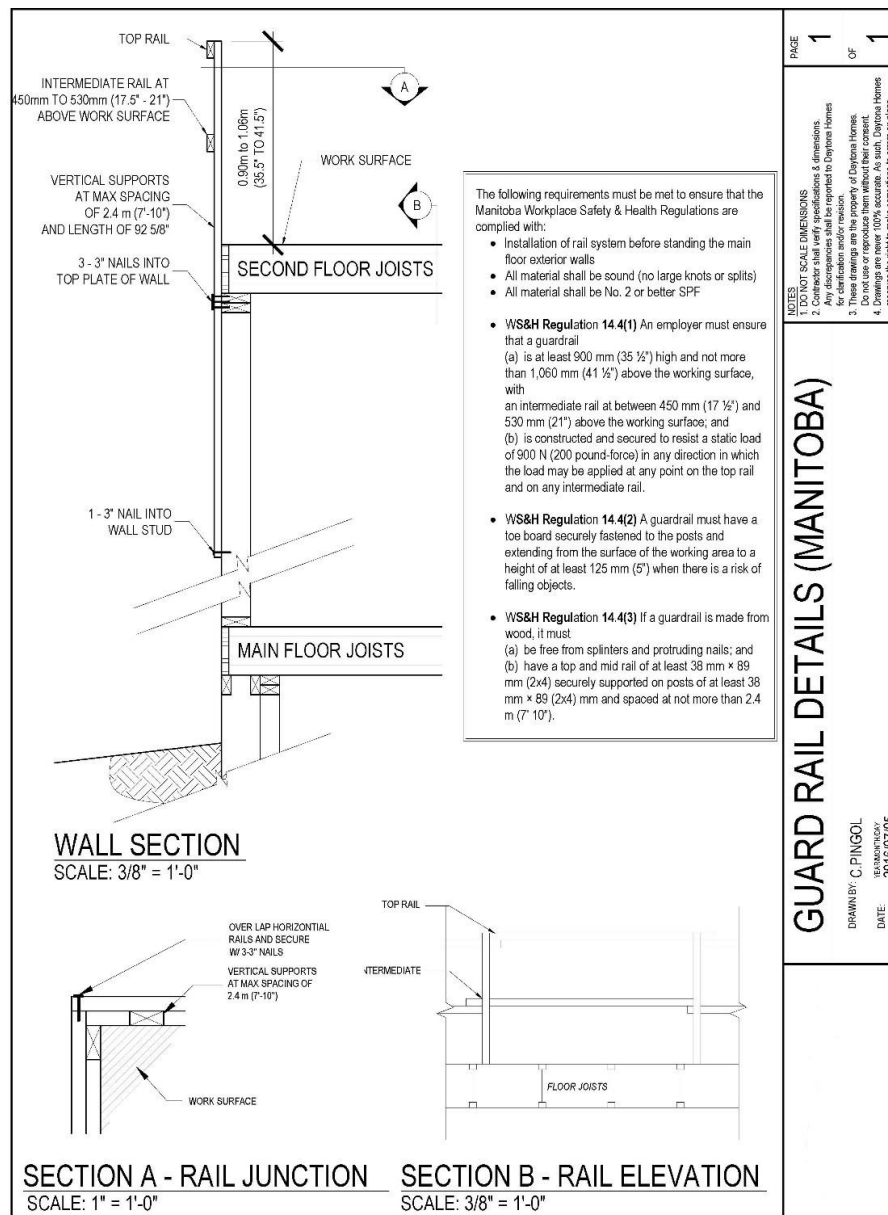 TOP RAIL
INTERMEDIATE RAIL AT
450mm TO 530mm (17.5" - 21")
ABOVE WORK SURFACE
VERTICAL SUPPORTS
AT MAX SPACING
OF 2.4 m (7'-10")
AND LENGTH OF 92 5/8"
3 - 3" NAILS INTO
TOP PLATE OF WALL
1 - 3" NAIL INTO
WALL STUD
0.90m to 1.06m
(35.5" TO 41.5")
A
WORK SURFACE
B
SECOND FLOOR JOISTS
MAIN FLOOR JOISTS
The following requirements must be met to ensure that the
Manitoba Workplace Safety & Health Regulations are
complied with:
• Installation of rail system before standing the main
floor exterior walls
• All material shall be sound (no large knots or splits)
• All material shall be No. 2 or better SPF
• WS&H Regulation 14.4(1) An employer must ensure
that a guardrail
(a) is at least 900 mm (35 ½") high and not more
than 1,060 mm (41 ½") above the working surface,
with
an intermediate rail at between 450 mm (17 ½") and
530 mm (21") above the working surface; and
(b) is constructed and secured to resist a static load
of 900 N (200 pound-force) in any direction in which
the load may be applied at any point on the top rail
and on any intermediate rail.
• WS&H Regulation 14.4(2) A guardrail must have a
toe board securely fastened to the posts and
extending from the surface of the working area to a
height of at least 125 mm (5") when there is a risk of
falling objects.
• WS&H Regulation 14.4(3) If a guardrail is made from
wood, it must
(a) be free from splinters and protruding nails; and
(b) have a top and mid rail of at least 38 mm × 89
mm (2x4) securely supported on posts of at least 38
mm × 89 (2x4) mm and spaced at not more than 2.4
m (7' 10").
WALL SECTION
SCALE: 3/8" = 1'-0"
OVER LAP HORIZONTIAL
RAILS AND SECURE
W/ 3-3" NAILS
VERTICAL SUPPORTS
AT MAX SPACING OF
2.4 m (7'-10")
WORK SURFACE
SECTION A - RAIL JUNCTION
SCALE: 1" = 1'-0"
TOP RAIL
NTERMEDIATE
FLOOR JOISTS
SECTION B - RAIL ELEVATION
SCALE: 3/8" = 1'-0"
PAGE 1 OF 1
NOTES
1. DO NOT SCALE DIMENSIONS
2. Contractor shall verify specifications & dimensions.
Any discrepancies shall be reported to Daytona Homes
for clarification and/or revision.
3. These drawings are the property of Daytona Homes.
Do not use or reproduce them without their consent.
4. Drawings are never 100% accurate. As such, Daytona Homes
GUARD RAIL DETAILS (MANITOBA)
DRAWN BY: C.PINGOL
DATE: YEAR/MONTH/DAY